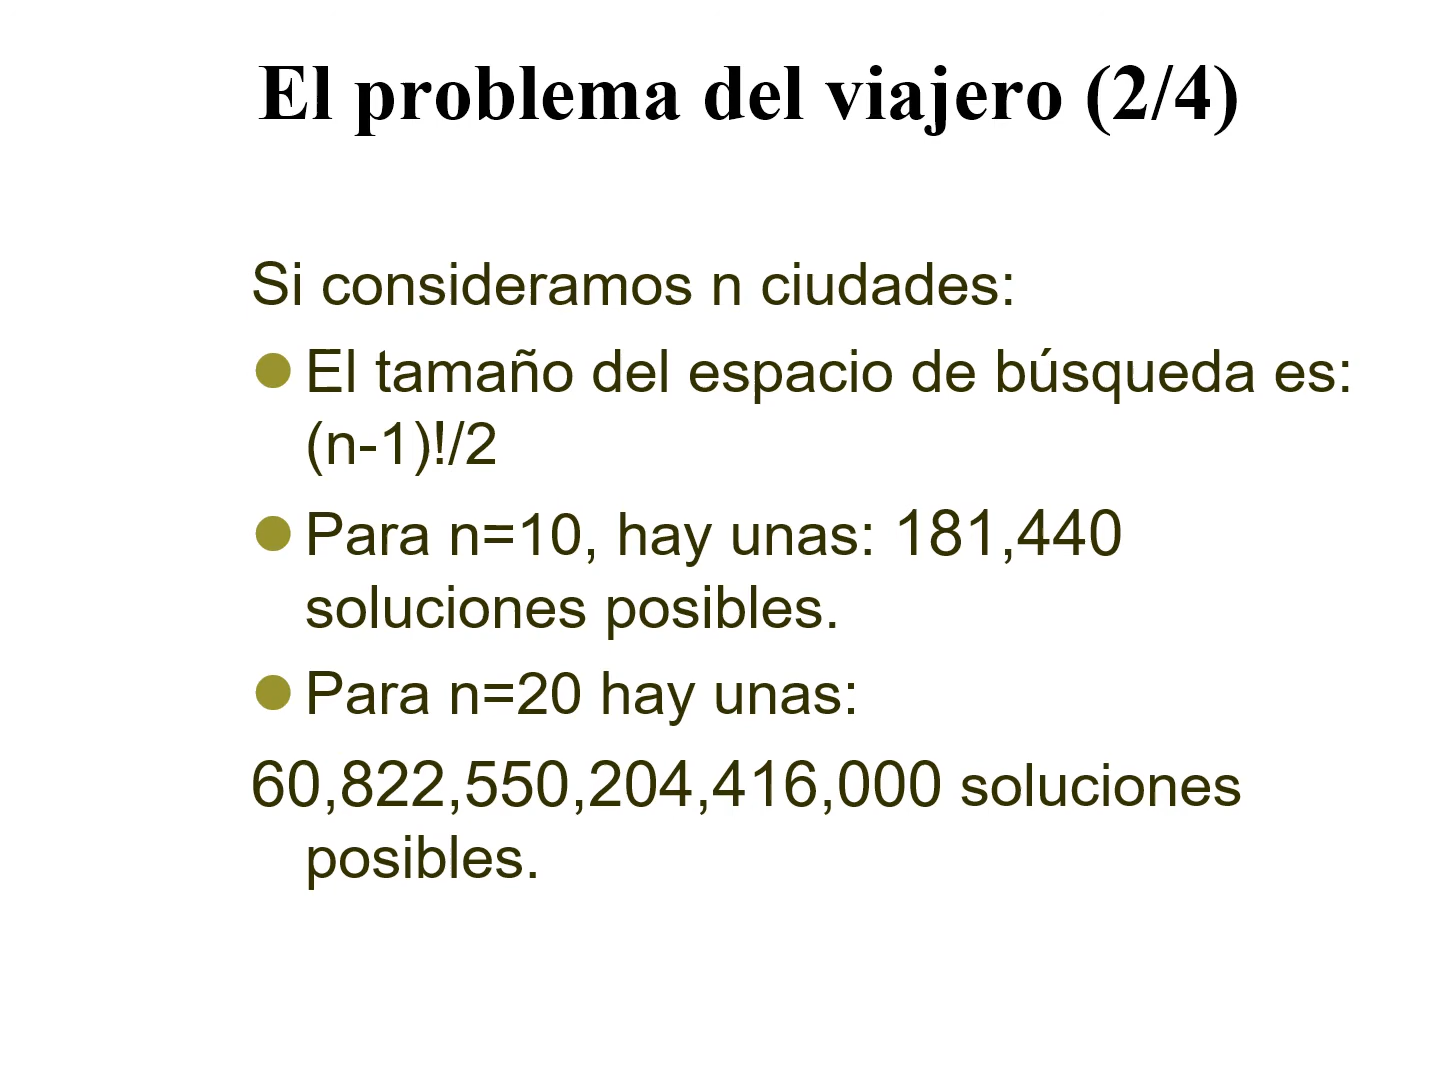 El problema del viajero (2/4)
Si consideramos n ciudades:
El tamaño del espacio de búsqueda es:
(n-1)!/2
Para n=10, hay unas: 181,440
soluciones posibles.
Para n=20 hay unas:
60,822,550,204,416,000 soluciones
posibles.